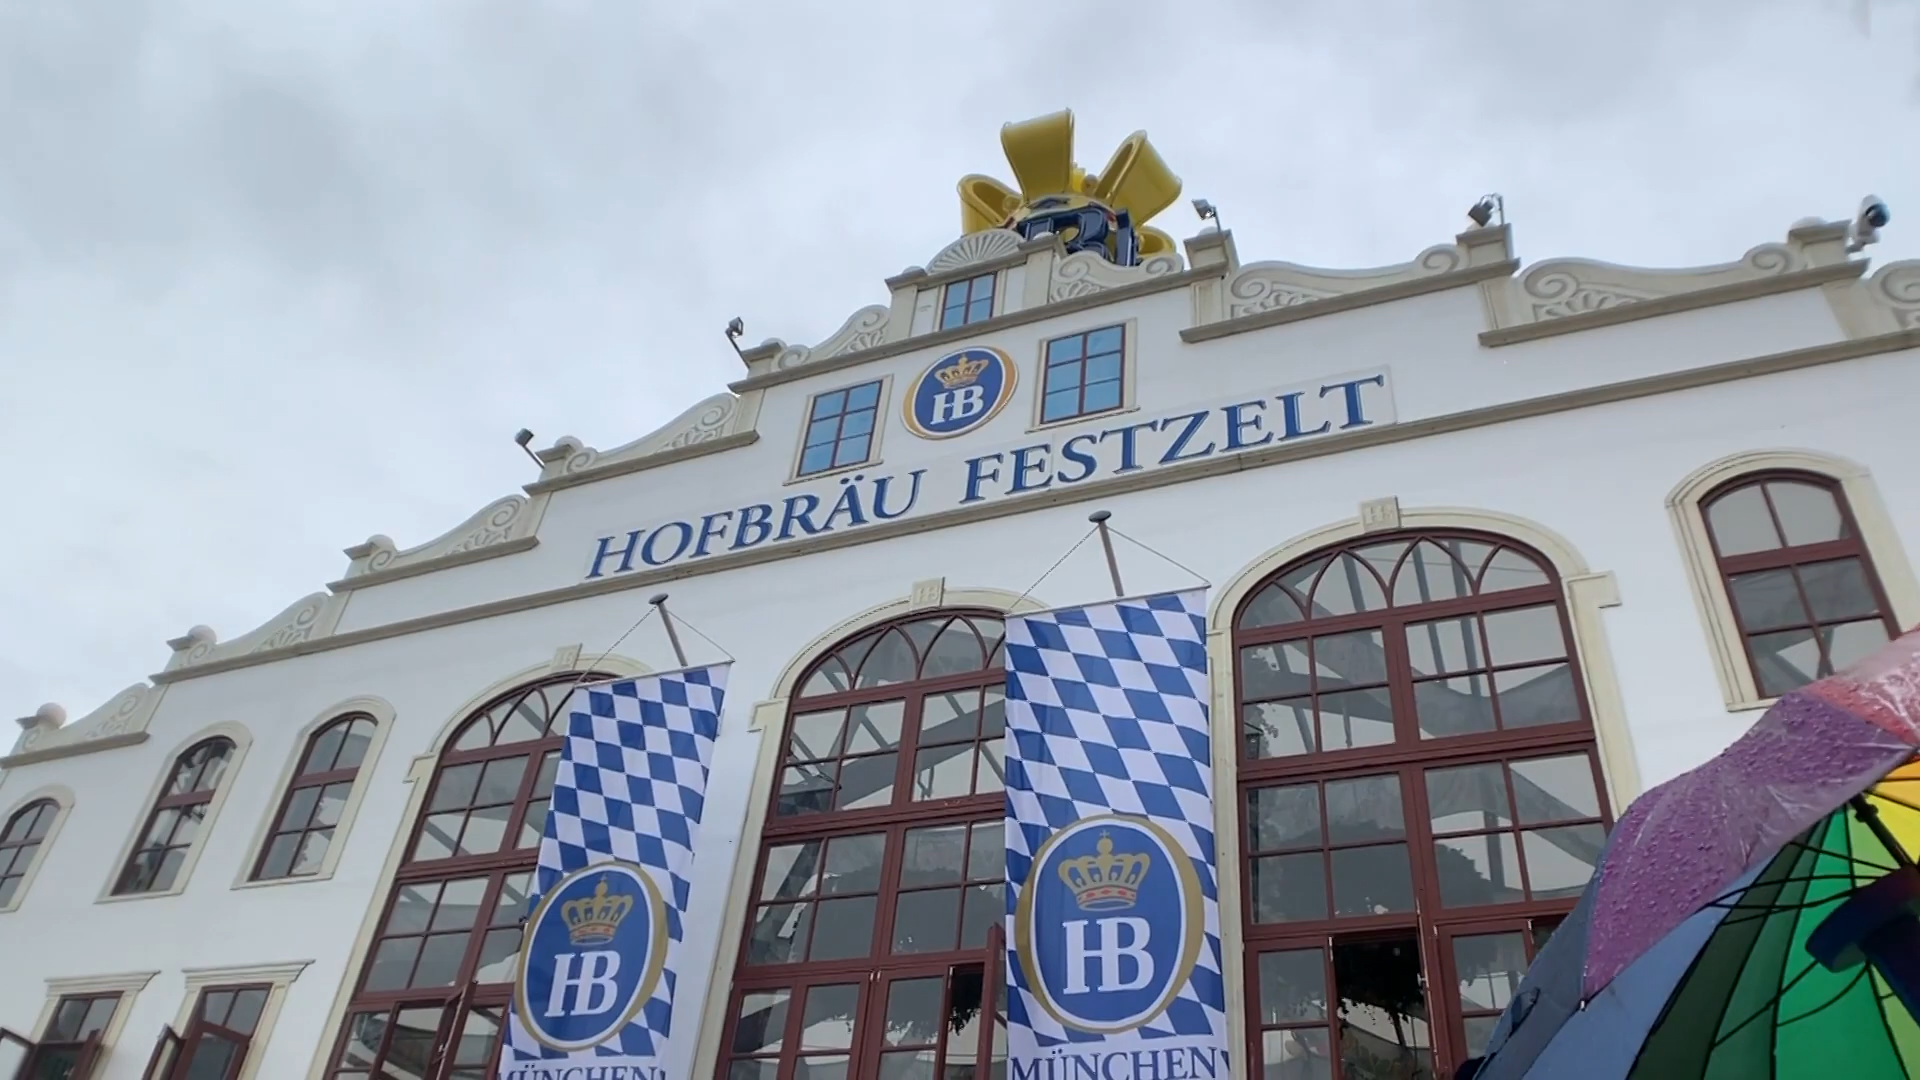 HB
HOFBRÄU FESTZELT
HB
MÜNCHEN
HB
MÜNCHEN